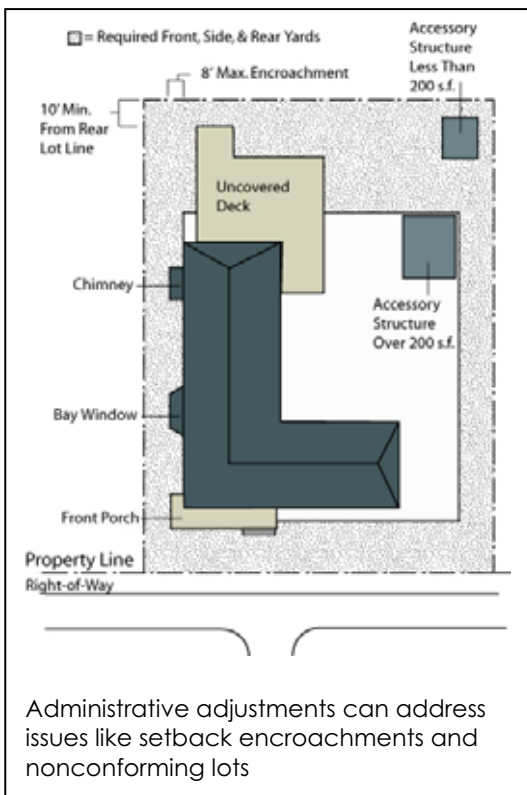 = Required Front, Side, & Rear Yards
8' Max. Encroachment
Accessory
Structure
Less Than
200 s.f.
10' Min.
From Rear
Lot Line
Uncovered
Deck
Chimney
Accessory
Structure
Over 200 s.f.
Bay Window
Front Porch
Property Line
Right-of-Way
Administrative adjustments can address
issues like setback encroachments and
nonconforming lots